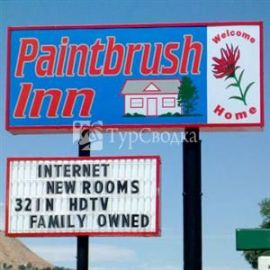 Paintbrush
Inn
Welcome
Home
ТурСводка
INTERNET
NEW ROOMS
32 IN HDTV
FAMILY OWNED